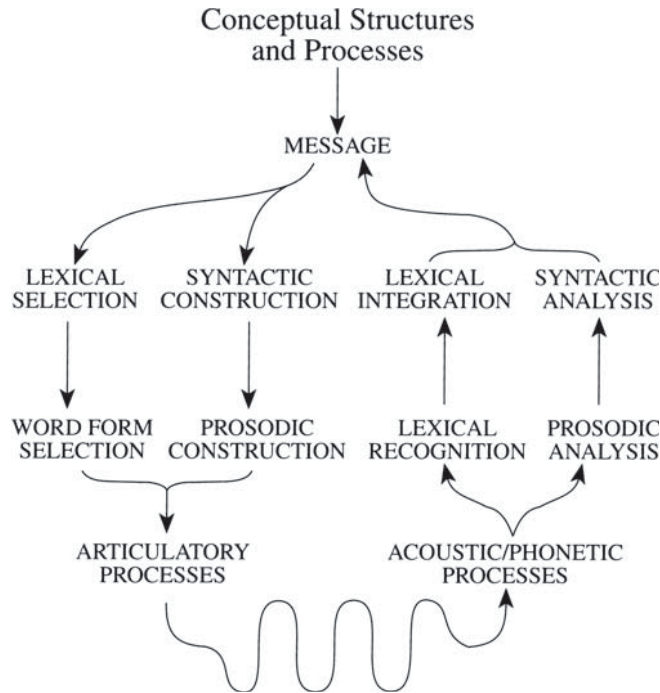 Conceptual Structures
and Processes
MESSAGE
LEXICAL
SELECTION
SYNTACTIC
CONSTRUCTION
LEXICAL
INTEGRATION
SYNTACTIC
ANALYSIS
WORD FORM
SELECTION
PROSODIC
CONSTRUCTION
LEXICAL
RECOGNITION
PROSODIC
ANALYSIS
ARTICULATORY
PROCESSES
ACOUSTIC/PHONETIC
PROCESSES